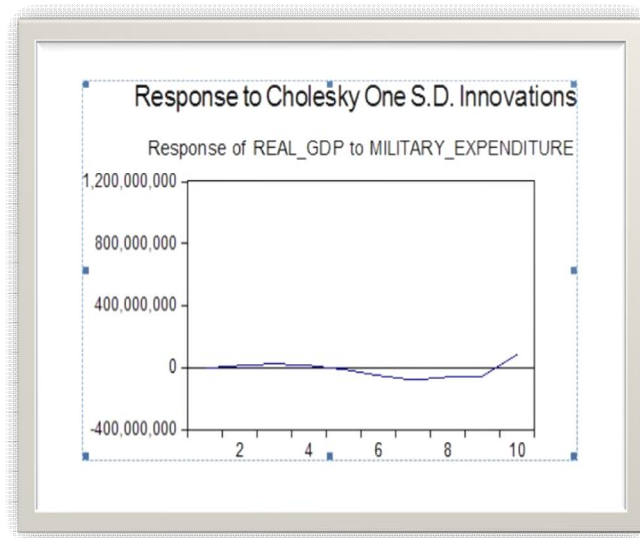 Response to Cholesky One S.D. Innovations
Response of REAL_GDP to MILITARY_EXPENDITURE
1,200,000,000
800,000,000
400,000,000
0
-400,000,000
2 4 6 8 10